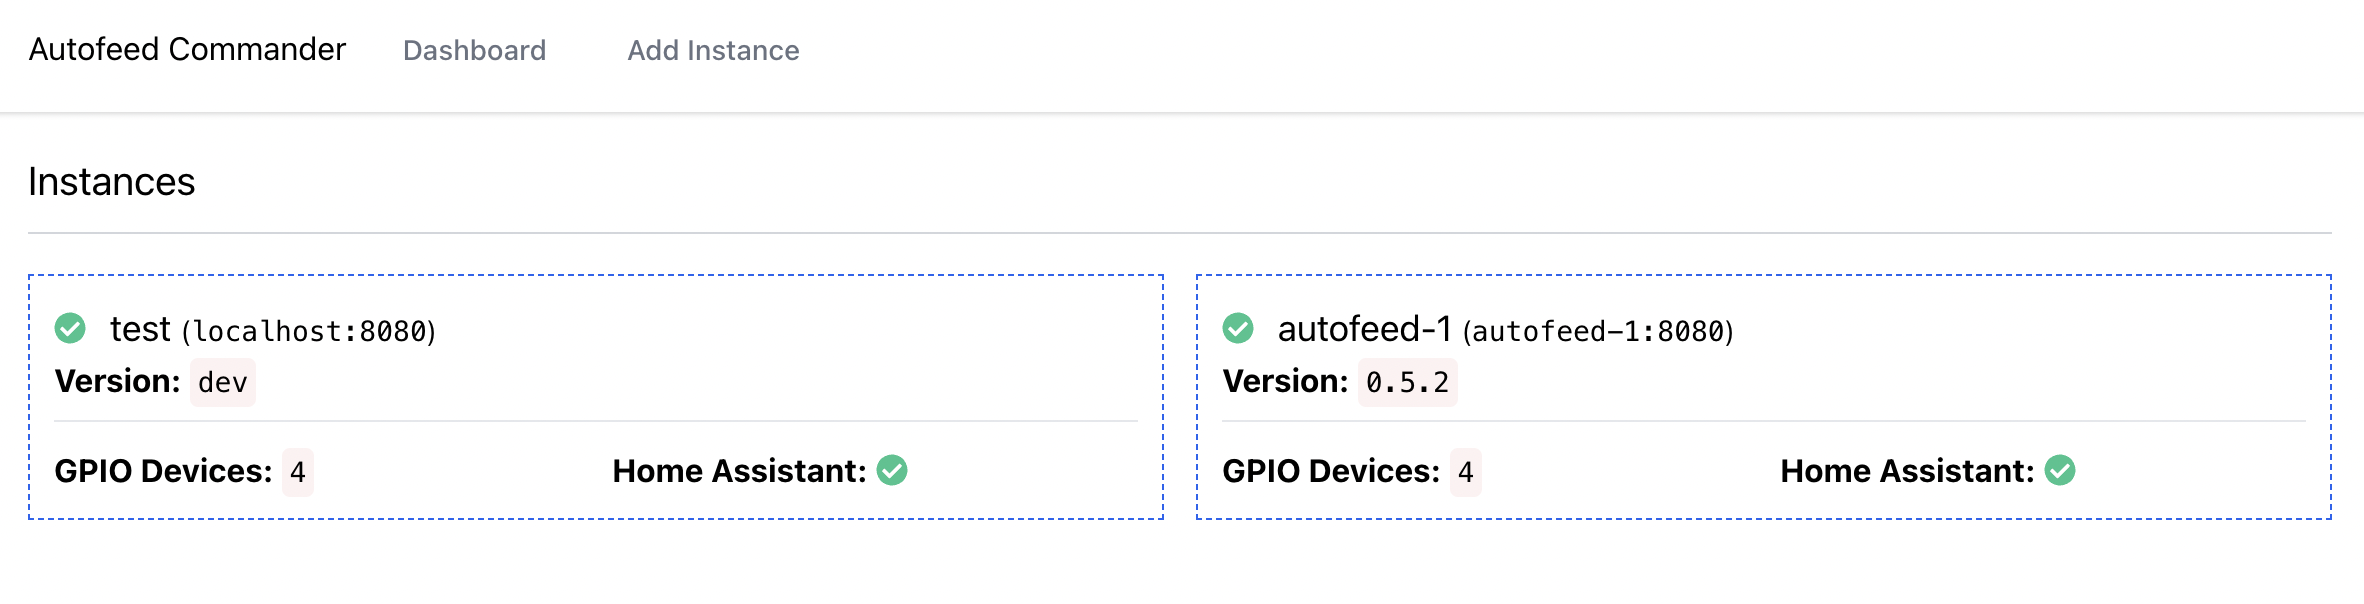 Autofeed Commander Dashboard Add Instance
Instances
test (localhost:8080)
Version: dev
GPIO Devices: 4 Home Assistant:
autofeed-1 (autofeed-1:8080)
Version: 0.5.2
GPIO Devices: 4 Home Assistant: